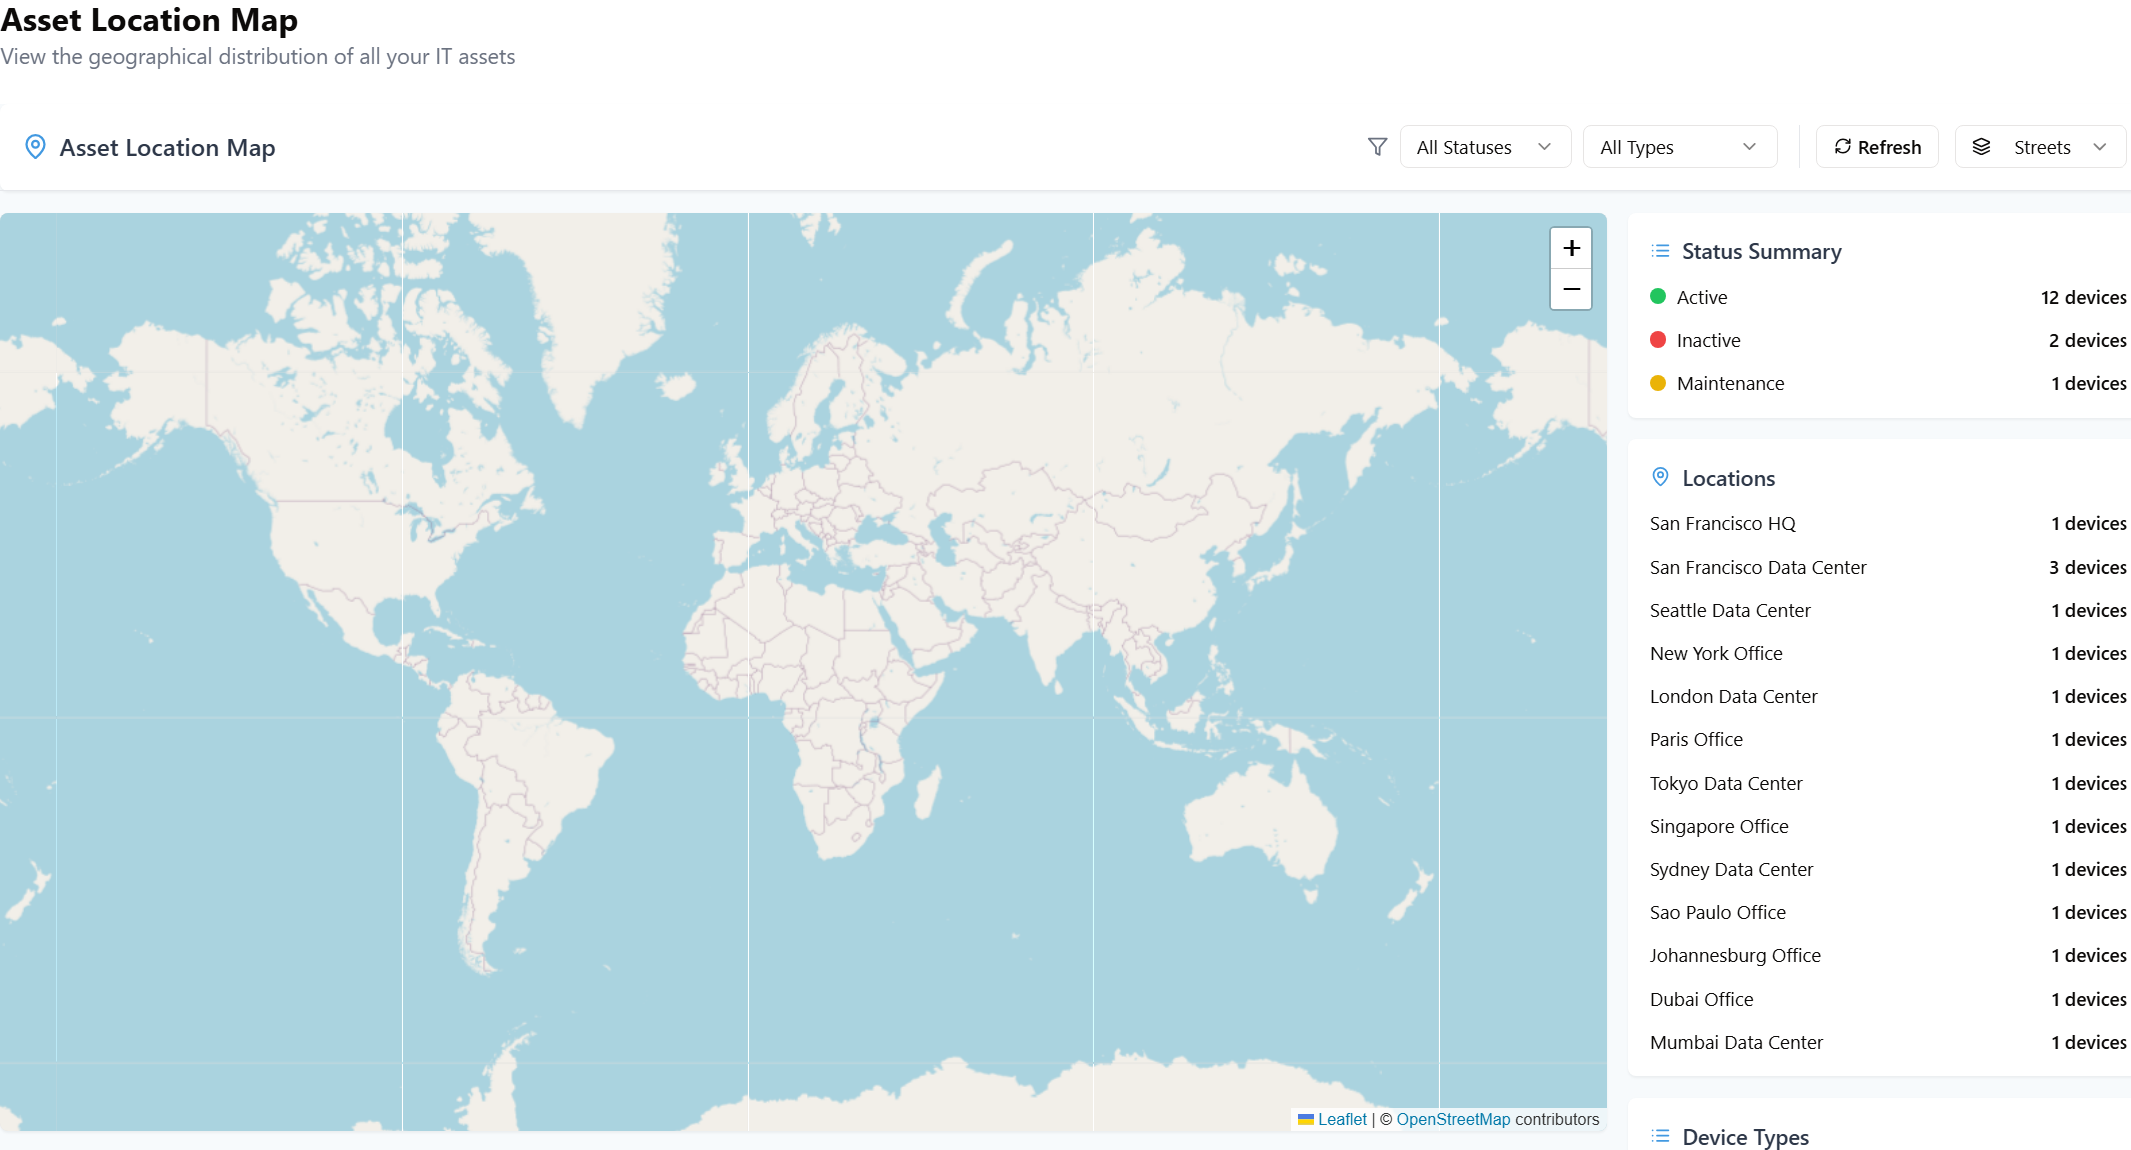 Asset Location Map
View the geographical distribution of all your IT assets
Asset Location Map
All Statuses
All Types
Refresh
Streets
+
−
Status Summary
Active 12 devices
Inactive 2 devices
Maintenance 1 devices
Locations
San Francisco HQ 1 devices
San Francisco Data Center 3 devices
Seattle Data Center 1 devices
New York Office 1 devices
London Data Center 1 devices
Paris Office 1 devices
Tokyo Data Center 1 devices
Singapore Office 1 devices
Sydney Data Center 1 devices
Sao Paulo Office 1 devices
Johannesburg Office 1 devices
Dubai Office 1 devices
Mumbai Data Center 1 devices
Leaflet | © OpenStreetMap contributors
Device Types